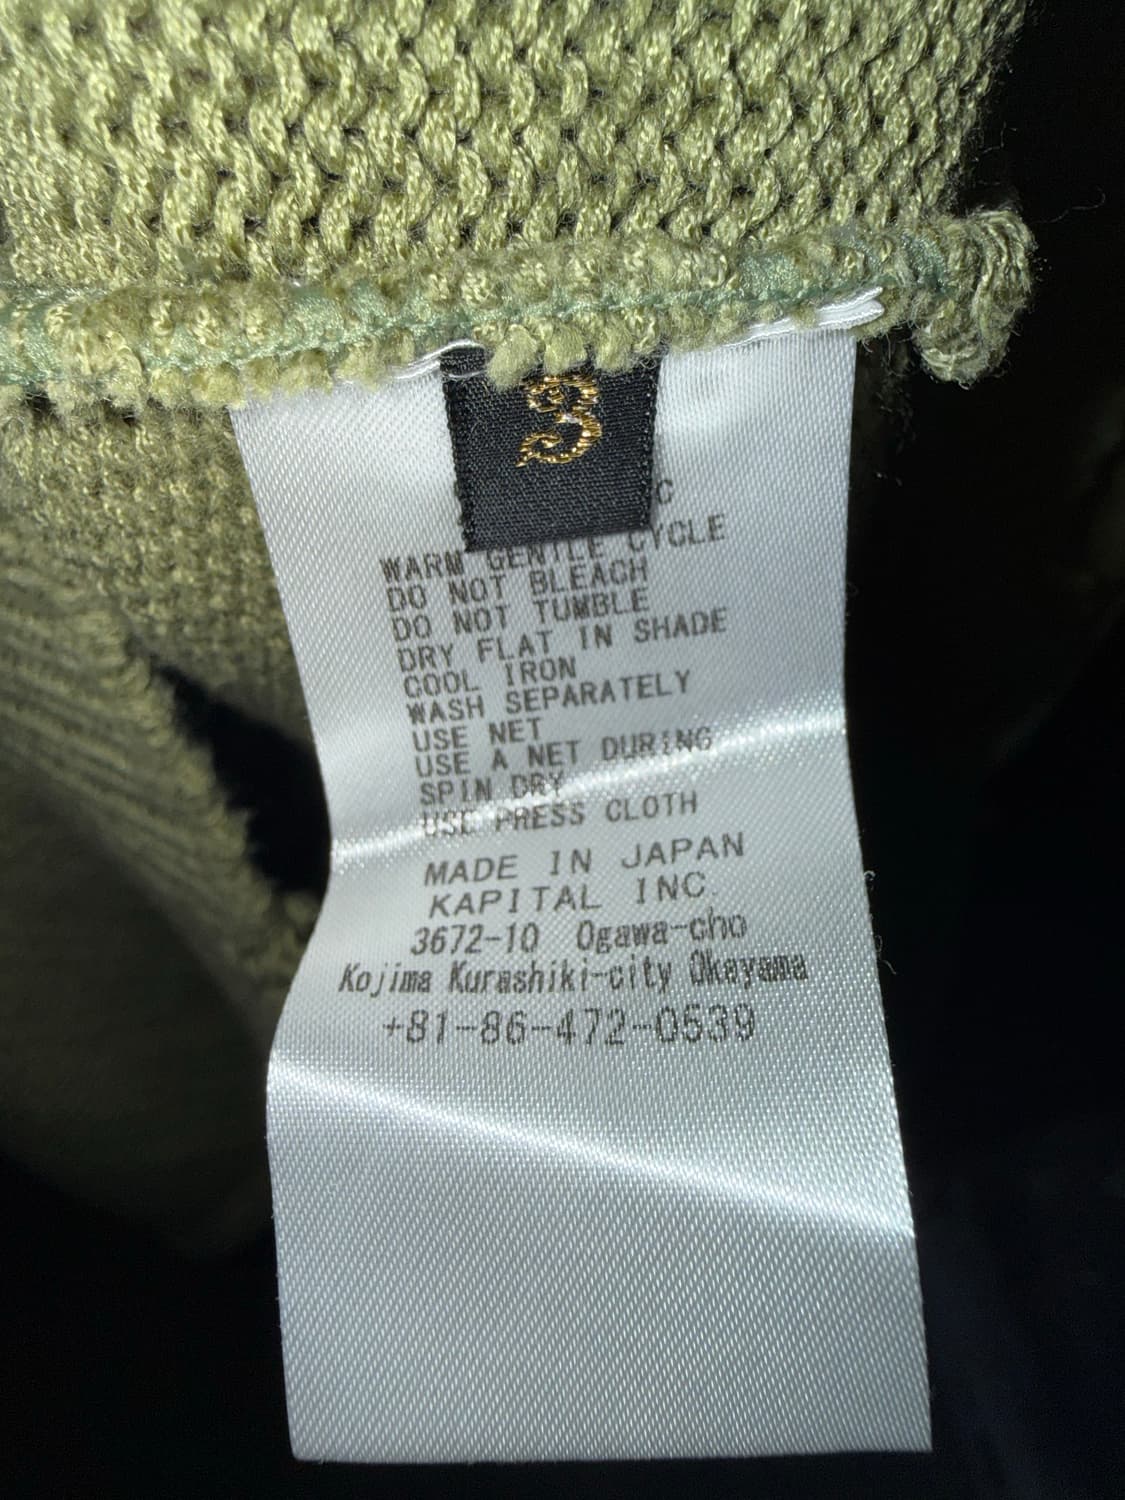 3
C
WARM GENTLE CYCLE
DO NOT BLEACH
DO NOT TUMBLE
DRY FLAT IN SHADE
COOL IRON
WASH SEPARATELY
USE NET
USE A NET DURING
SPIN DRY
USE PRESS CLOTH
MADE IN JAPAN
KAPITAL INC.
3672-10 Ogawa-cho
Kojima Kurashiki-city Okayama
+81-86-472-0539